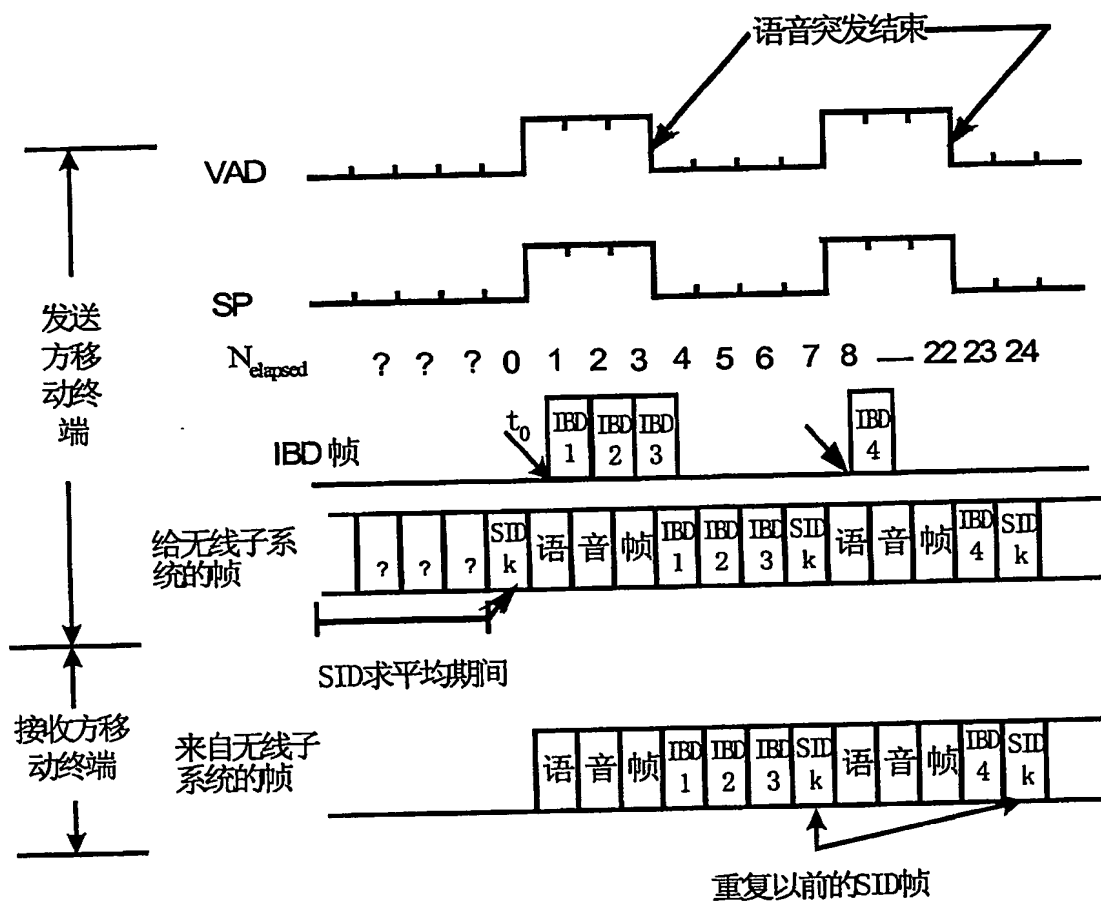 语音突发结束
VAD
SP
发送
方移
动终
端
Nelapsed ? ? ? 0 1 2 3 4 5 6 7 8 — 22 23 24
t0
IBD 1 IBD 2 IBD 3 IBD 4
IBD 帧
给无线子系
统的帧
? ? ? SID k 语 音 帧 IBD 1 IBD 2 IBD 3 SID k 语 音 帧 IBD 4 SID k
SID求平均期间
接收方移
动终端
来自无线子
系统的帧
语 音 帧 IBD 1 IBD 2 IBD 3 SID k 语 音 帧 IBD 4 SID k
重复以前的SID帧